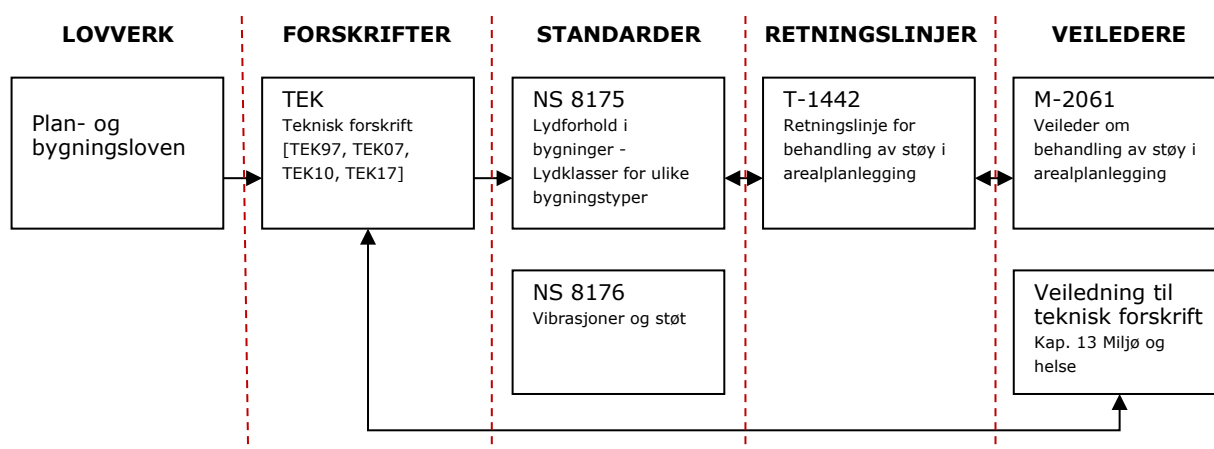 LOVVERK
FORSKRIFTER
STANDARDER
RETNINGSLINJER
VEILEDERE
Plan- og
bygningsloven
TEK
Teknisk forskrift
[TEK97, TEK07,
TEK10, TEK17]
NS 8175
Lydforhold i
bygninger -
Lydklasser for ulike
bygningstyper
T-1442
Retningslinje for
behandling av støy i
arealplanlegging
M-2061
Veileder om
behandling av støy i
arealplanlegging
NS 8176
Vibrasjoner og støt
Veiledning til
teknisk forskrift
Kap. 13 Miljø og
helse